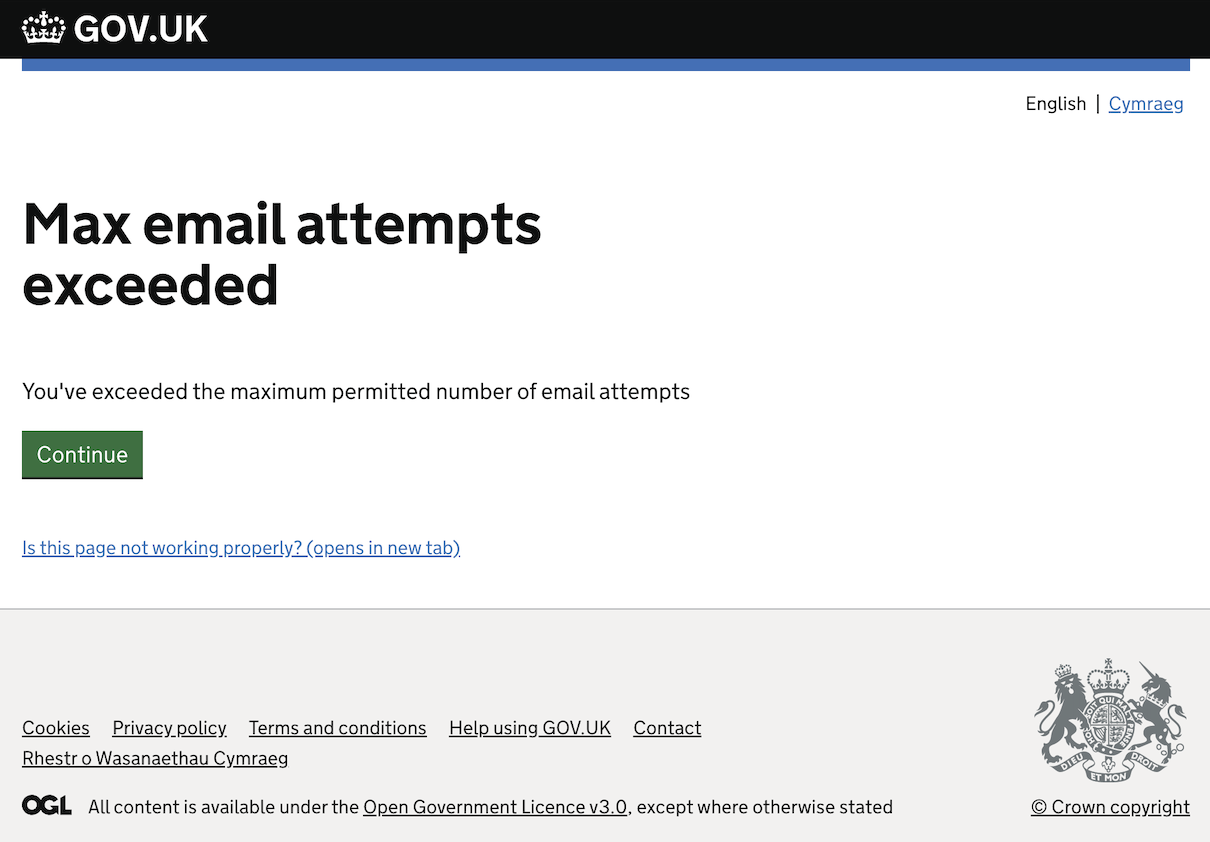 GOV.UK
English | Cymraeg
Max email attempts
exceeded
You've exceeded the maximum permitted number of email attempts
Continue
Is this page not working properly? (opens in new tab)
Cookies Privacy policy Terms and conditions Help using GOV.UK Contact
Rhestr o Wasanaethau Cymraeg
DIEU ET MON DROIT
OGL All content is available under the Open Government Licence v3.0, except where otherwise stated
© Crown copyright